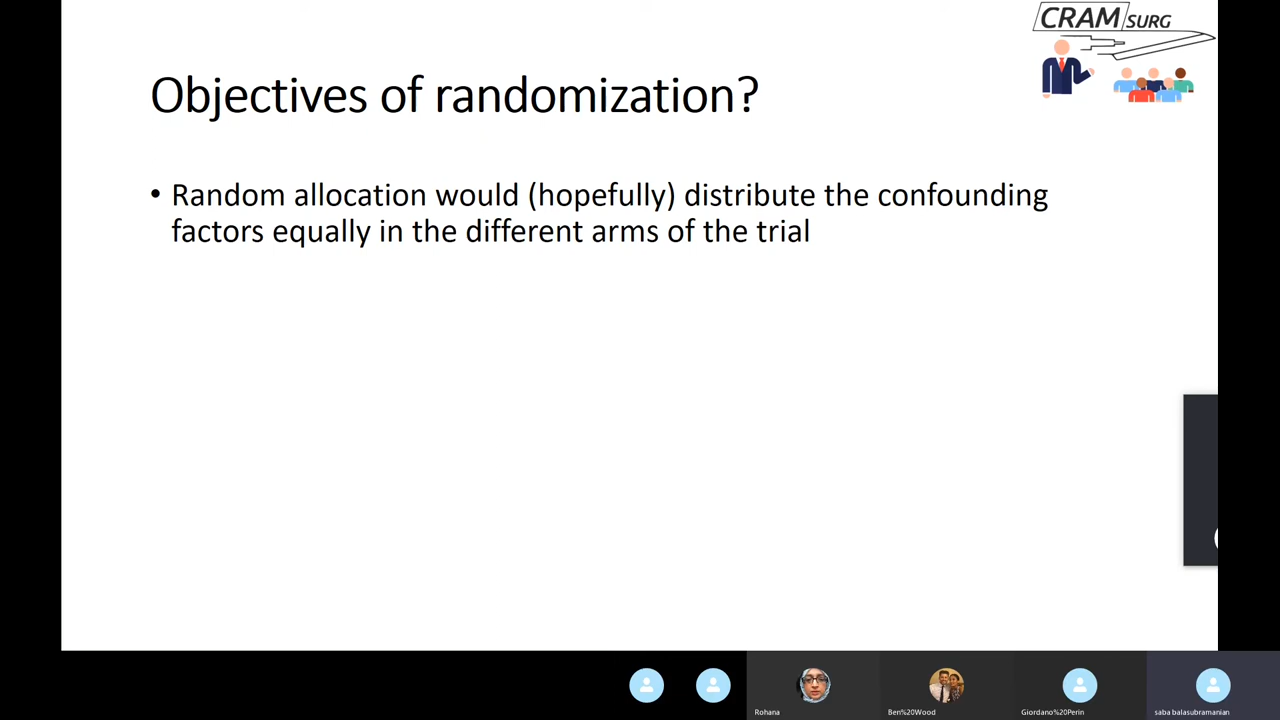 CRAM SURG
Objectives of randomization?
• Random allocation would (hopefully) distribute the confounding
factors equally in the different arms of the trial
Rohana
Ben%20Wood
Giordano%20Perin
saba balasubramanian